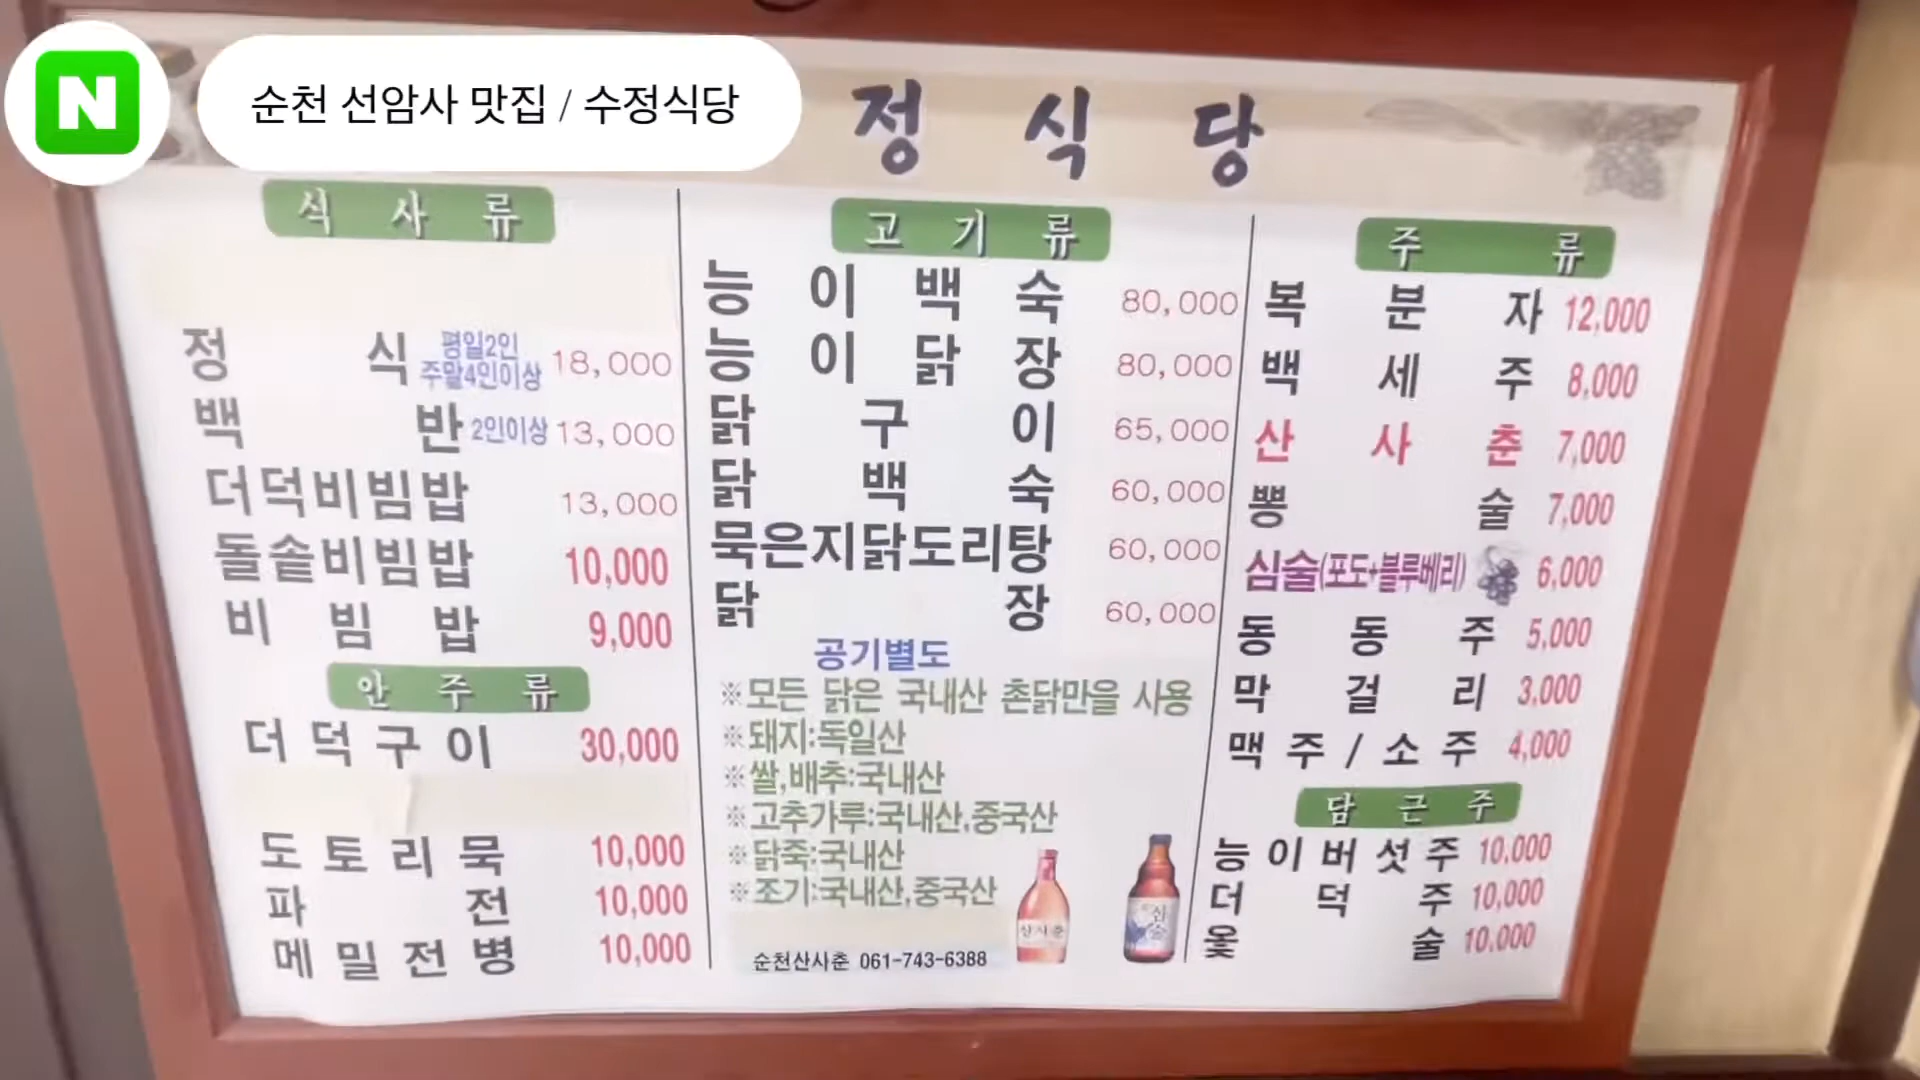 N
순천 선암사 맛집 / 수정식당
정 식 당
식 사 류
정 식 평일2인 주말4인이상 18,000
백 반 2인이상 13,000
더덕비빔밥 13,000
돌솥비빔밥 10,000
비 빔 밥 9,000
안 주 류
더 덕 구 이 30,000
도 토 리 묵 10,000
파 전 10,000
메 밀 전 병 10,000
고 기 류
능 이 백 숙 80,000
능 이 닭 장 80,000
닭 구 이 65,000
닭 백 숙 60,000
묵은지닭도리탕 60,000
닭 장 60,000
공기별도
※모든 닭은 국내산 촌닭만을 사용
※돼지:독일산
※쌀,배추:국내산
※고추가루:국내산,중국산
※닭죽:국내산
※조기:국내산,중국산
순천산사춘 061-743-6388
산사춘
심술
주 류
복 분 자 12,000
백 세 주 8,000
산 사 춘 7,000
뽕 술 7,000
심술(포도+블루베리) 6,000
동 동 주 5,000
막 걸 리 3,000
맥 주 / 소 주 4,000
담 근 주
능 이 버 섯 주 10,000
더 덕 주 10,000
옻 술 10,000